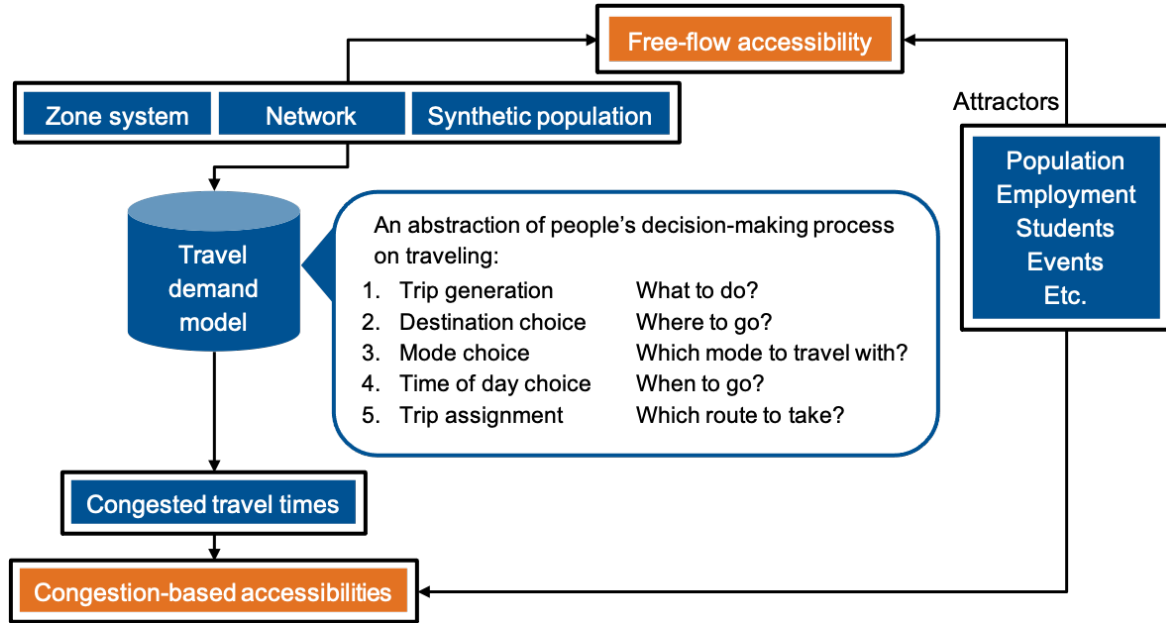 Free-flow accessibility
Zone system
Network
Synthetic population
Attractors
Population
Employment
Students
Events
Etc.
Travel
demand
model
An abstraction of people's decision-making process
on traveling:
1. Trip generation What to do?
2. Destination choice Where to go?
3. Mode choice Which mode to travel with?
4. Time of day choice When to go?
5. Trip assignment Which route to take?
Congested travel times
Congestion-based accessibilities